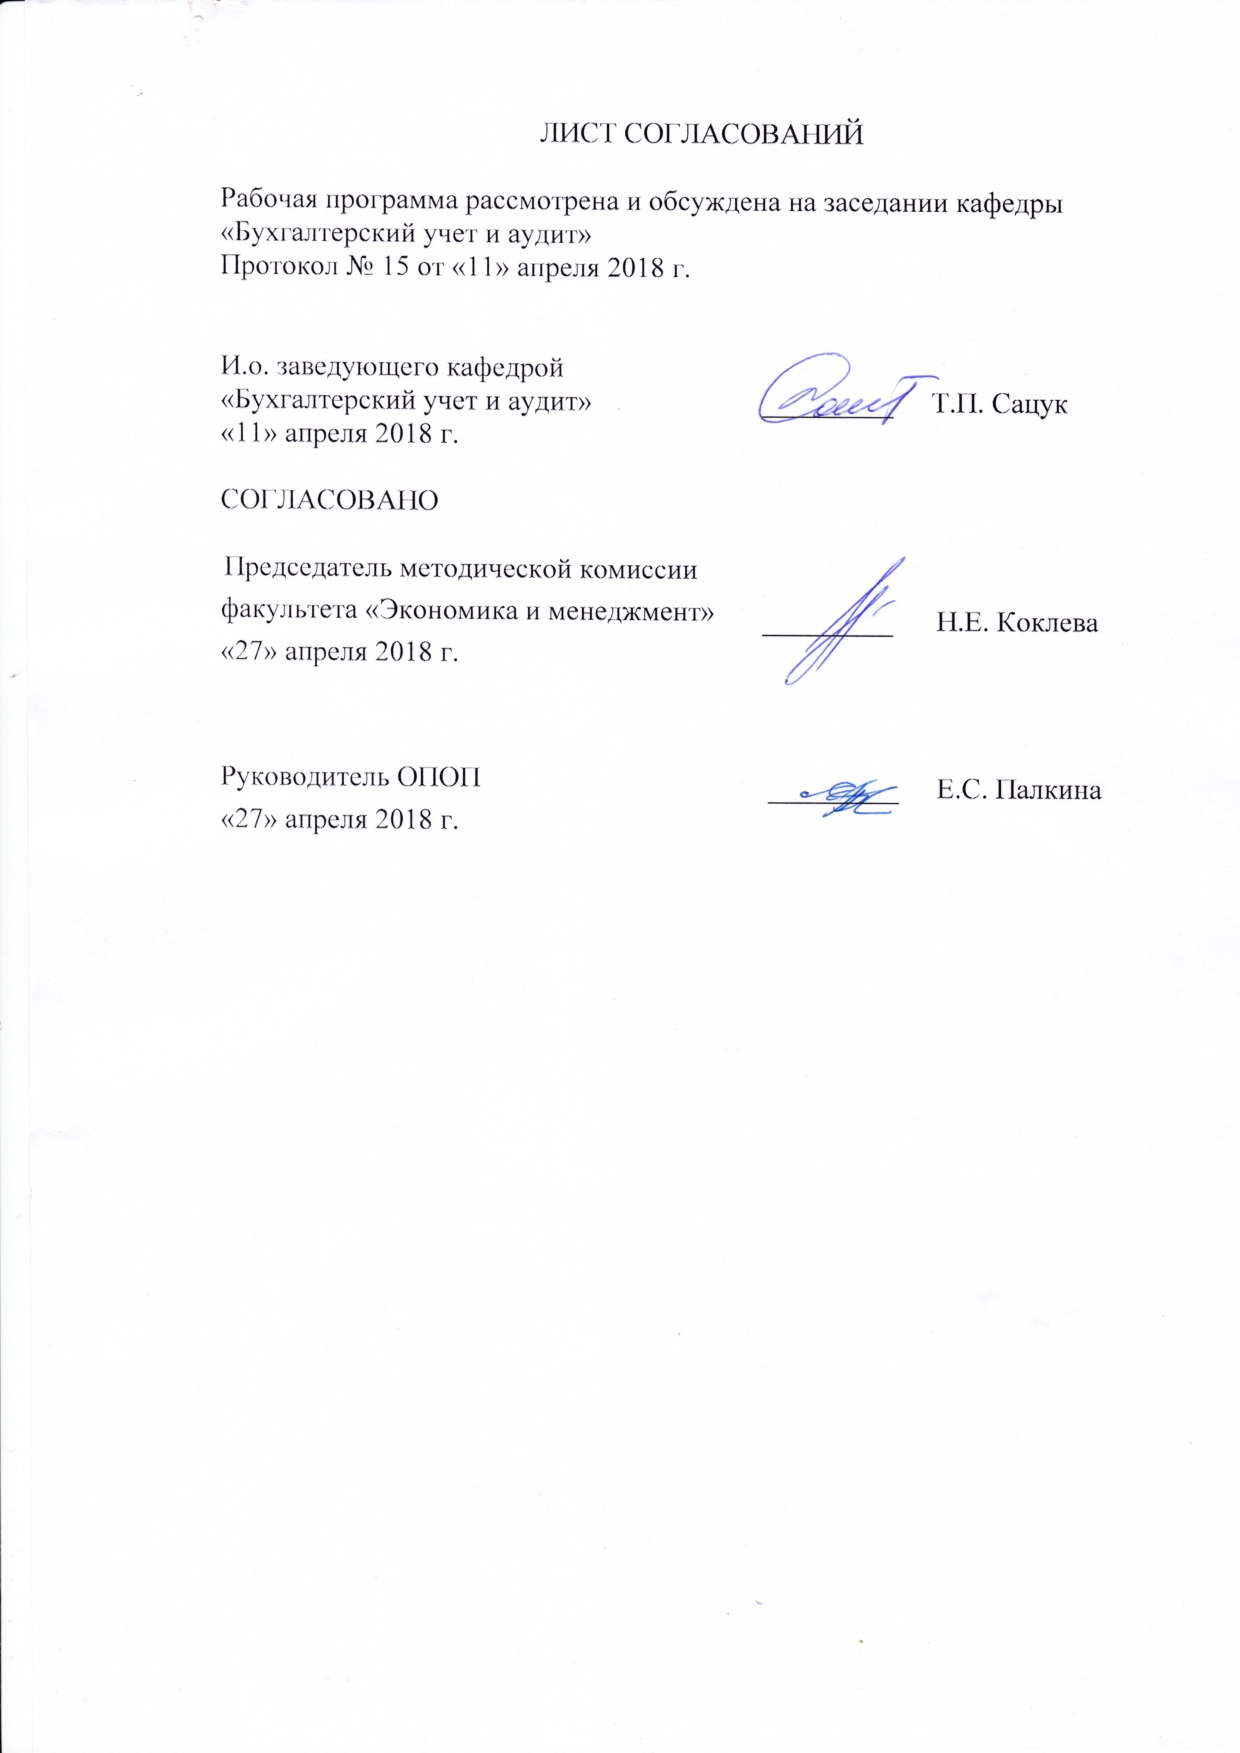 ЛИСТ СОГЛАСОВАНИЙ
Рабочая программа рассмотрена и обсуждена на заседании кафедры
«Бухгалтерский учет и аудит»
Протокол № 15 от «11» апреля 2018 г.
И.о. заведующего кафедрой
«Бухгалтерский учет и аудит»
Т.П. Сацук
«11» апреля 2018 г.
СОГЛАСОВАНО
Председатель методической комиссии
факультета «Экономика и менеджмент»
Н.Е. Коклева
«27» апреля 2018 г.
Руководитель ОПОП
Е.С. Палкина
«27» апреля 2018 г.